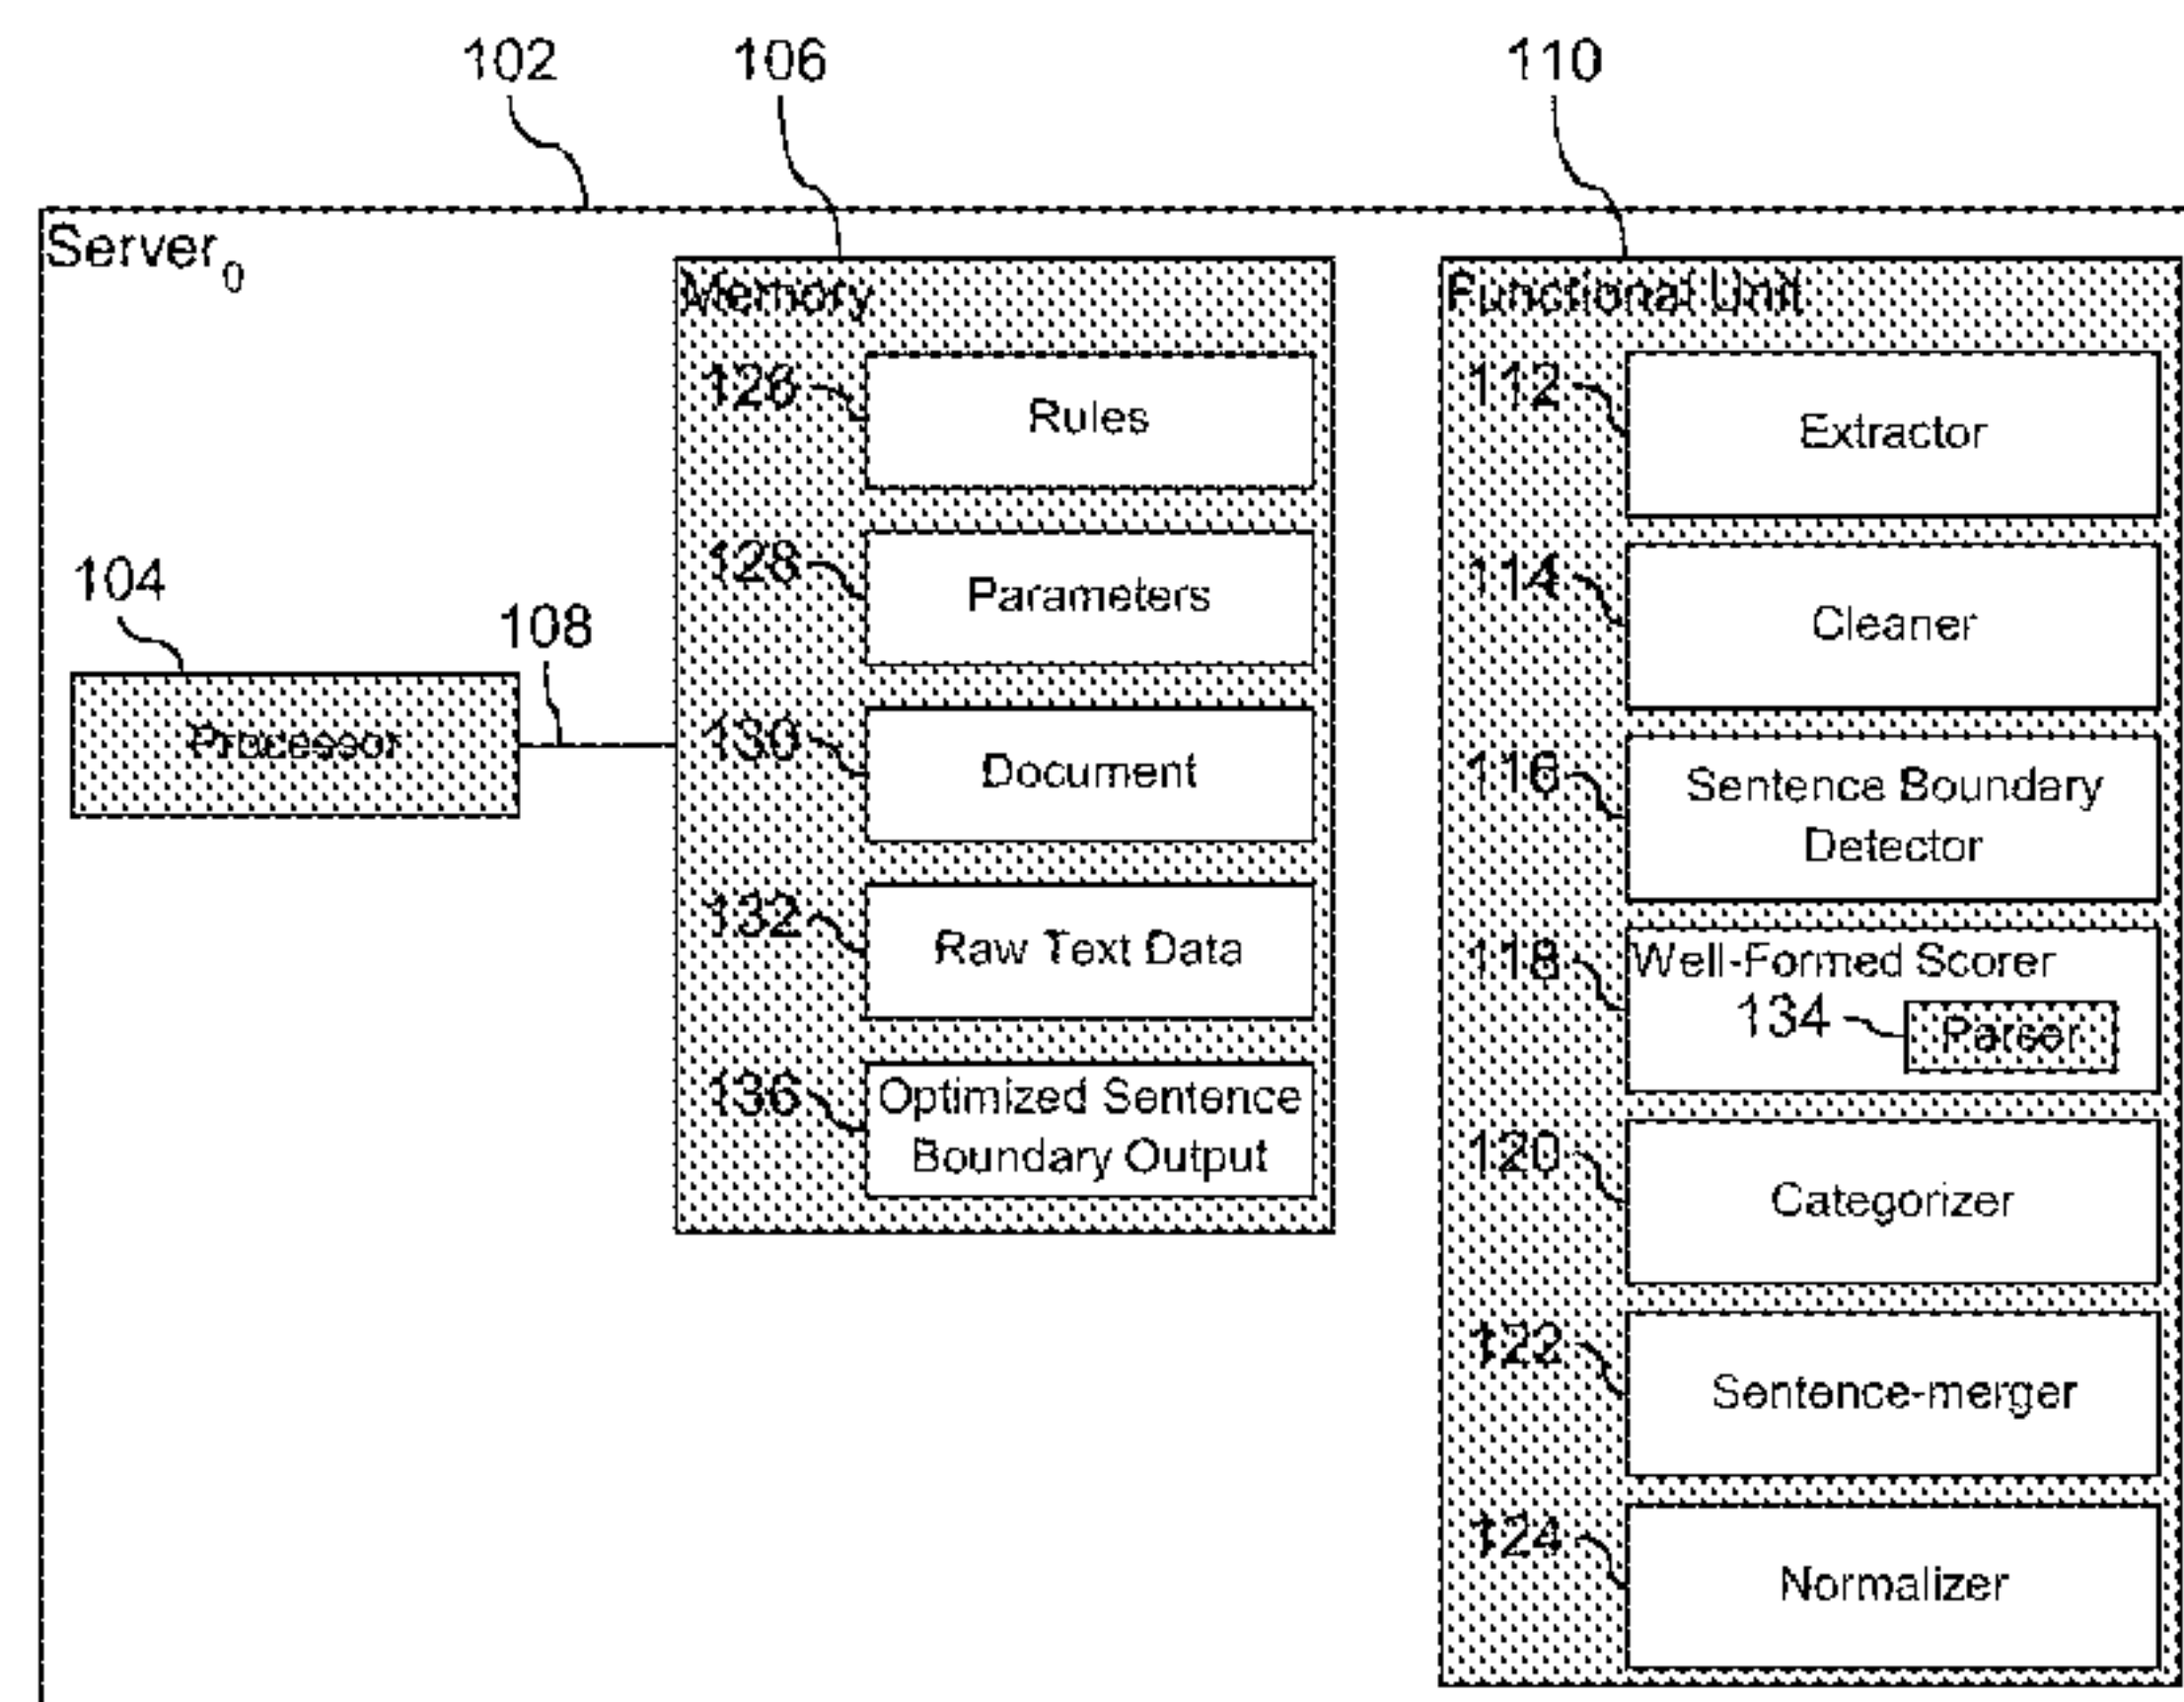 102
106
110
Server0
Memory
Functional Unit
126
Rules
112
Extractor
128
Parameters
114
Cleaner
104
108
Processor
130
Document
116
Sentence Boundary
Detector
132
Raw Text Data
118
Well-Formed Scorer
134
Parser
136
Optimized Sentence
Boundary Output
120
Categorizer
122
Sentence-merger
124
Normalizer